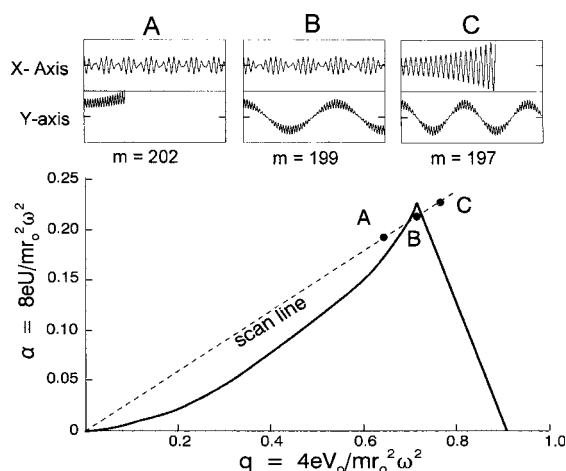 A B C
X- Axis
Y-axis
m = 202 m = 199 m = 197
0.25
0.20
0.15
0.10
0.05
0
A
B
C
scan line
α = 8eU/mr₀²ω²
0.2 0.4 0.6 0.8 1.0
q = 4eV₀/mr₀²ω²